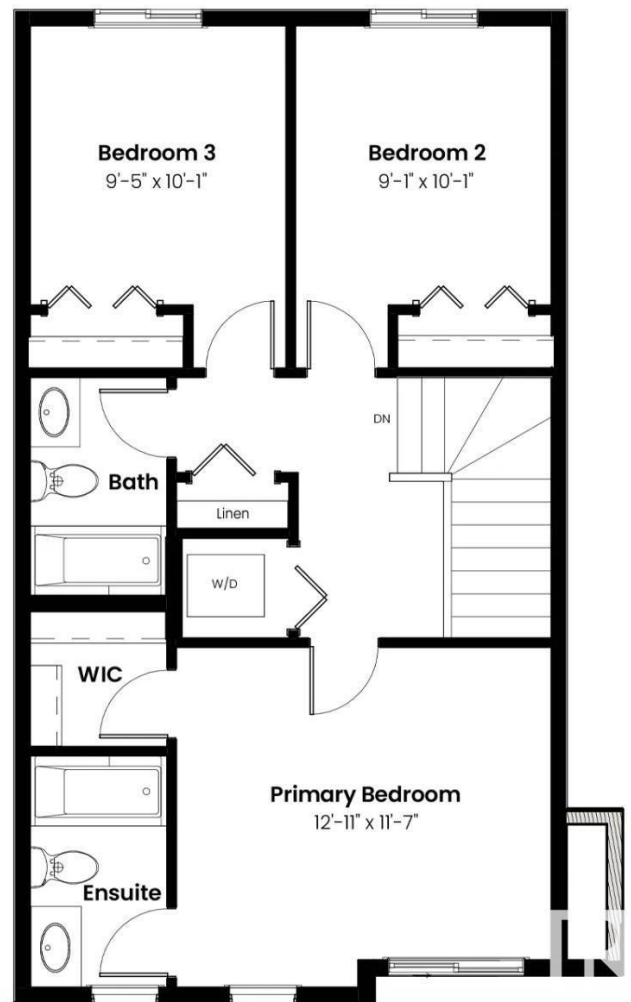 Bedroom 3
9'-5" x 10'-1"
Bedroom 2
9'-1" x 10'-1"
DN
Bath
Linen
W/D
WIC
Primary Bedroom
12'-11" x 11'-7"
Ensuite